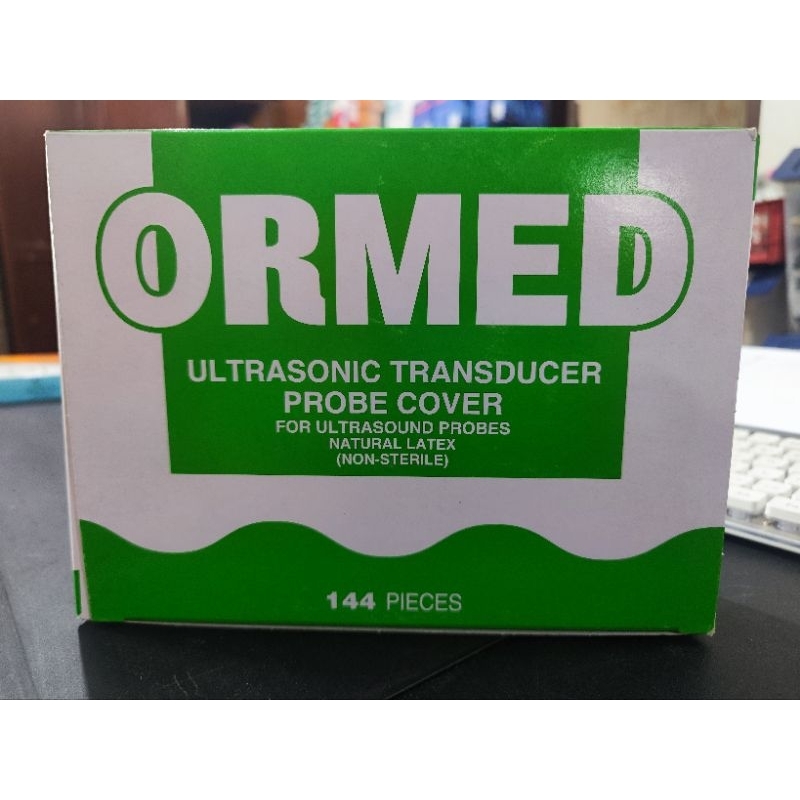 ORMED
ULTRASONIC TRANSDUCER
PROBE COVER
FOR ULTRASOUND PROBES
NATURAL LATEX
(NON-STERILE)
144 PIECES